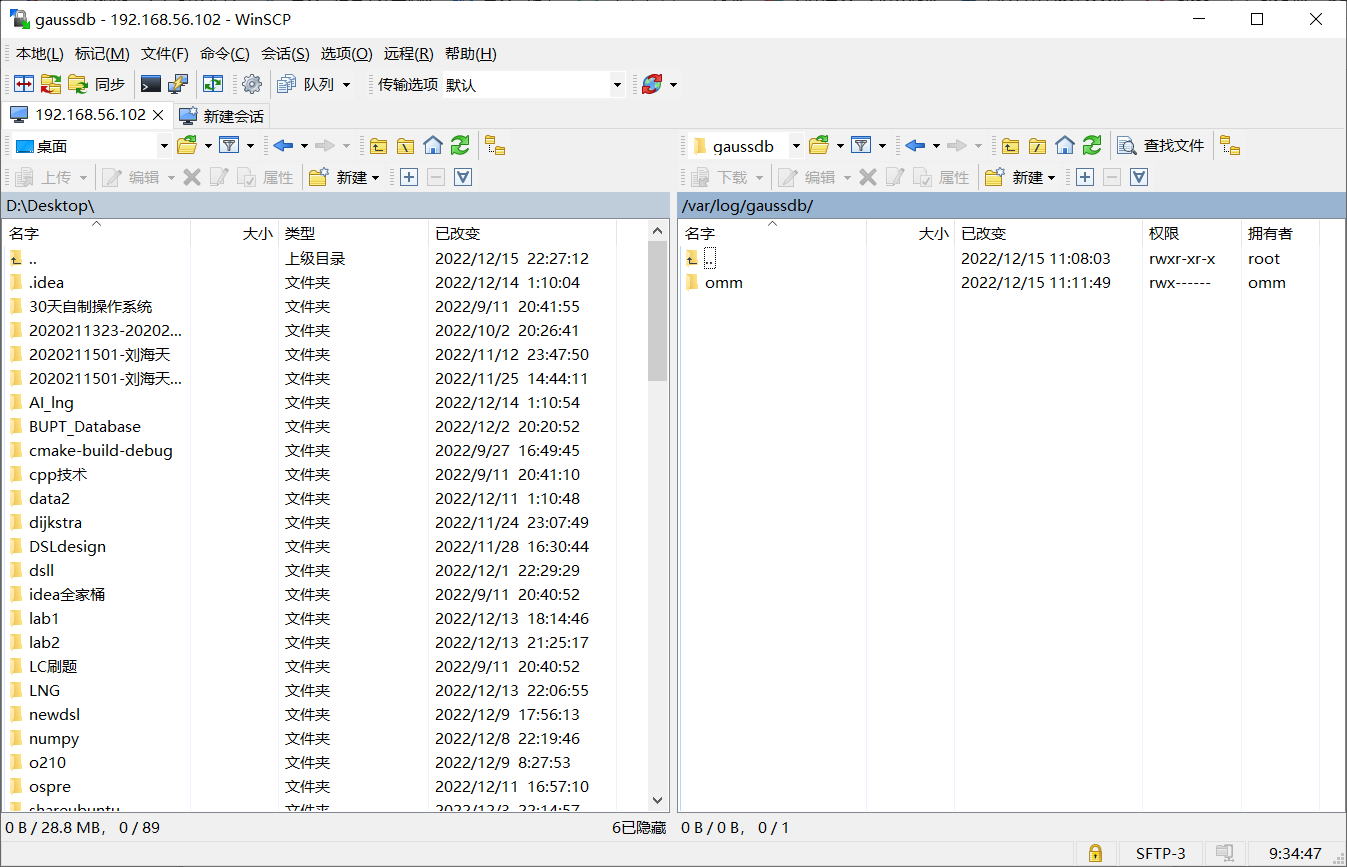 gaussdb - 192.168.56.102 - WinSCP
本地(L) 标记(M) 文件(F) 命令(C) 会话(S) 选项(O) 远程(R) 帮助(H)
同步 队列 传输选项 默认
192.168.56.102 新建会话
桌面 gaussdb 查找文件
上传 编辑 属性 新建 下载 编辑 属性 新建
D:\Desktop\ /var/log/gaussdb/
名字 大小 类型 已改变 名字 大小 已改变 权限 拥有者
.. 上级目录 2022/12/15 22:27:12 .. 2022/12/15 11:08:03 rwxr-xr-x root
.idea 文件夹 2022/12/14 1:10:04 omm 2022/12/15 11:11:49 rwx------ omm
30天自制操作系统 文件夹 2022/9/11 20:41:55
2020211323-20202... 文件夹 2022/10/2 20:26:41
2020211501-刘海天 文件夹 2022/11/12 23:47:50
2020211501-刘海天... 文件夹 2022/11/25 14:44:11
AI_lng 文件夹 2022/12/14 1:10:54
BUPT_Database 文件夹 2022/12/2 20:20:52
cmake-build-debug 文件夹 2022/9/27 16:49:45
cpp技术 文件夹 2022/9/11 20:41:10
data2 文件夹 2022/12/11 1:10:48
dijkstra 文件夹 2022/11/24 23:07:49
DSLdesign 文件夹 2022/11/28 16:30:44
dsll 文件夹 2022/12/1 22:29:29
idea全家桶 文件夹 2022/9/11 20:40:52
lab1 文件夹 2022/12/13 18:14:46
lab2 文件夹 2022/12/13 21:25:17
LC刷题 文件夹 2022/9/11 20:40:52
LNG 文件夹 2022/12/13 22:06:55
newdsl 文件夹 2022/12/9 17:56:13
numpy 文件夹 2022/12/8 22:19:46
o210 文件夹 2022/12/9 8:27:53
ospre 文件夹 2022/12/11 16:57:10
shareubuntu 文件夹 2022/12/3 22:14:57
0 B / 28.8 MB， 0 / 89 6已隐藏 0 B / 0 B， 0 / 1
SFTP-3 9:34:47